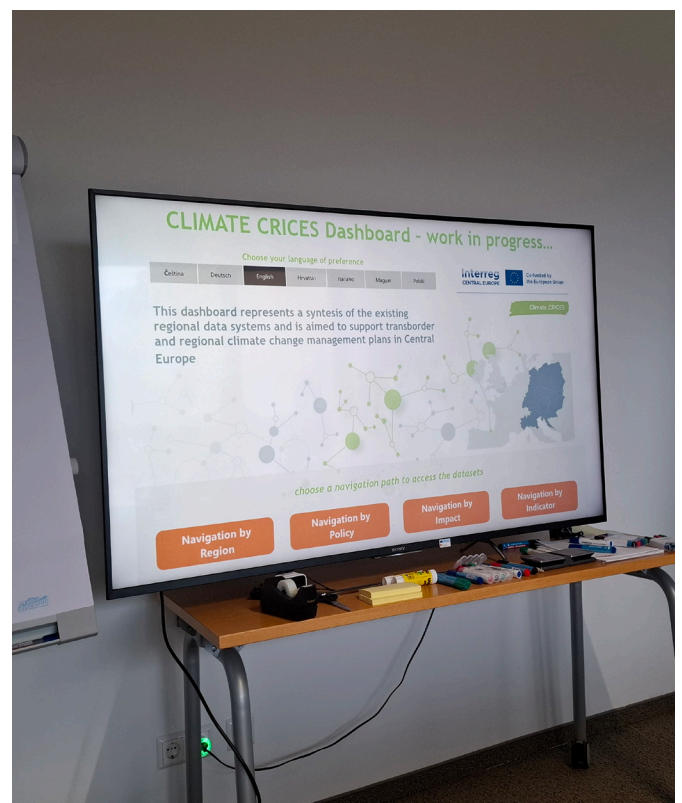 CLIMATE CRICES Dashboard - work in progress...
Choose your language of preference
Čeština Deutsch English Hrvatski Italiano Magyar Polski
Interreg
CENTRAL EUROPE
Co-funded by
the European Union
Climate CRICES
This dashboard represents a syntesis of the existing
regional data systems and is aimed to support transborder
and regional climate change management plans in Central
Europe
choose a navigation path to access the datasets
Navigation by
Region
Navigation by
Policy
Navigation by
Impact
Navigation by
Indicator